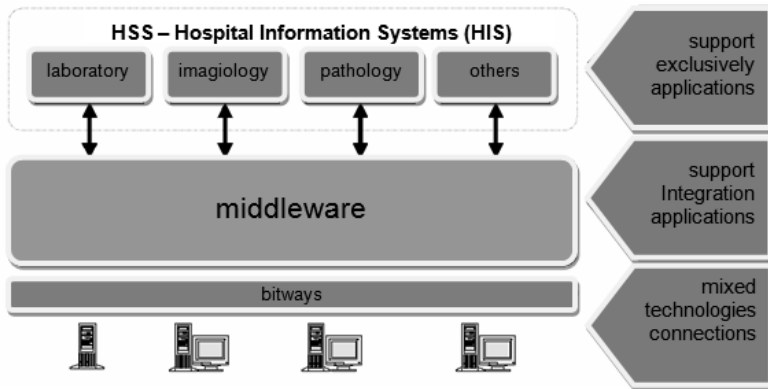 HSS – Hospital Information Systems (HIS)
laboratory
imagiology
pathology
others
support
exclusively
applications
middleware
support
Integration
applications
bitways
mixed
technologies
connections